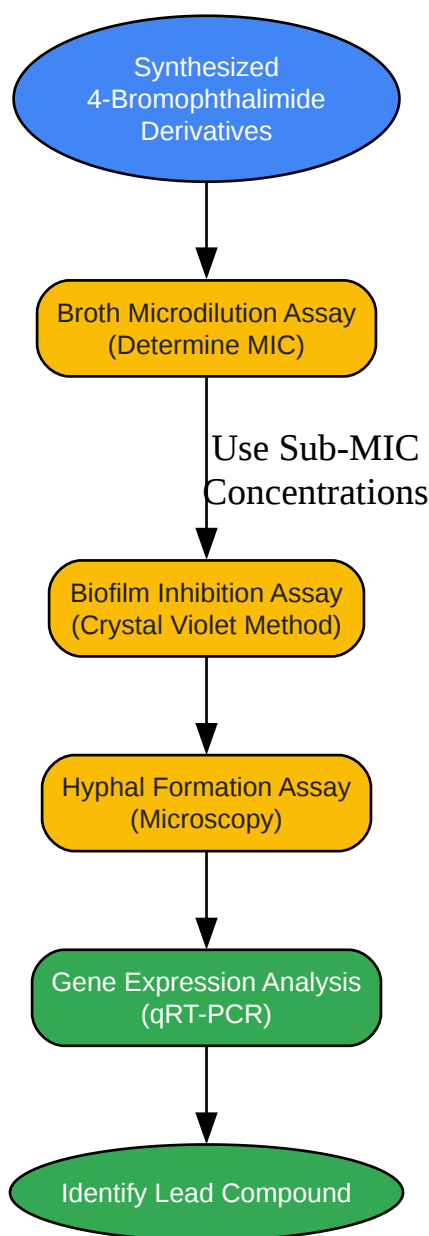 Synthesized
4-Bromophthalimide
Derivatives
Broth Microdilution Assay
(Determine MIC)
Use Sub-MIC
Concentrations
Biofilm Inhibition Assay
(Crystal Violet Method)
Hyphal Formation Assay
(Microscopy)
Gene Expression Analysis
(qRT-PCR)
Identify Lead Compound